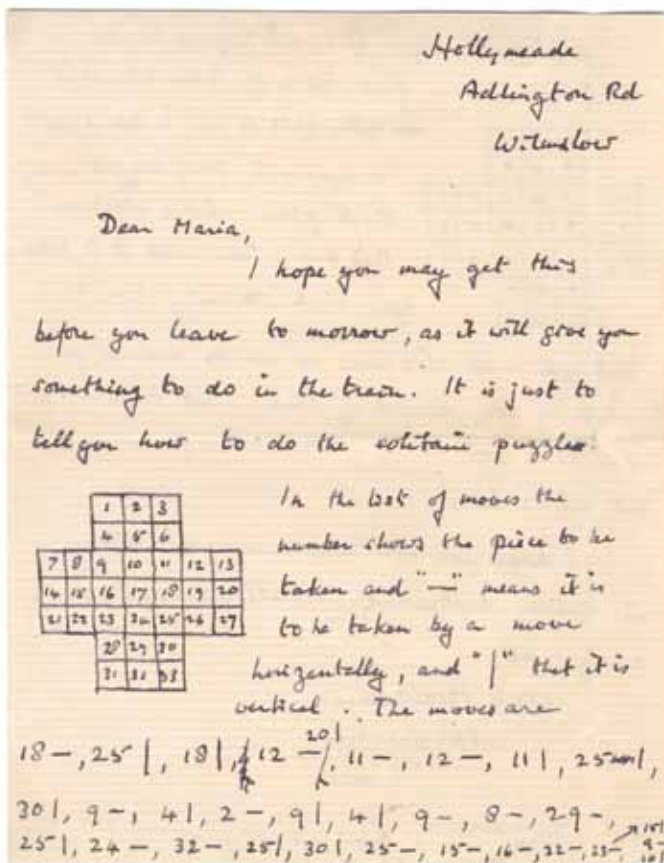 Hollymeade
Adlington Rd
Wilmslow
Dear Maria,
I hope you may get this
before you leave to morrow, as it will give you
something to do in the train. It is just to
tell you how to do the solitaire puzzle.
1 2 3
4 5 6
7 8 9 10 11 12 13
14 15 16 17 18 19 20
21 22 23 24 25 26 27
28 29 30
31 32 33
In the list of moves the
number shows the piece to be
taken and "—" means it is
to be taken by a move
horizontally, and "|" that it is
vertical. The moves are
20|
18 –, 25 |, 18 |, 12 –, 11 –, 12 –, 11 |, 25 |,
30 |, 9 –, 4 |, 2 –, 9 |, 4 |, 9 –, 8 –, 29 –,
25 |, 24 –, 32 –, 25 |, 30 |, 25 –, 15 –, 16 –, 22 –, 23 –,